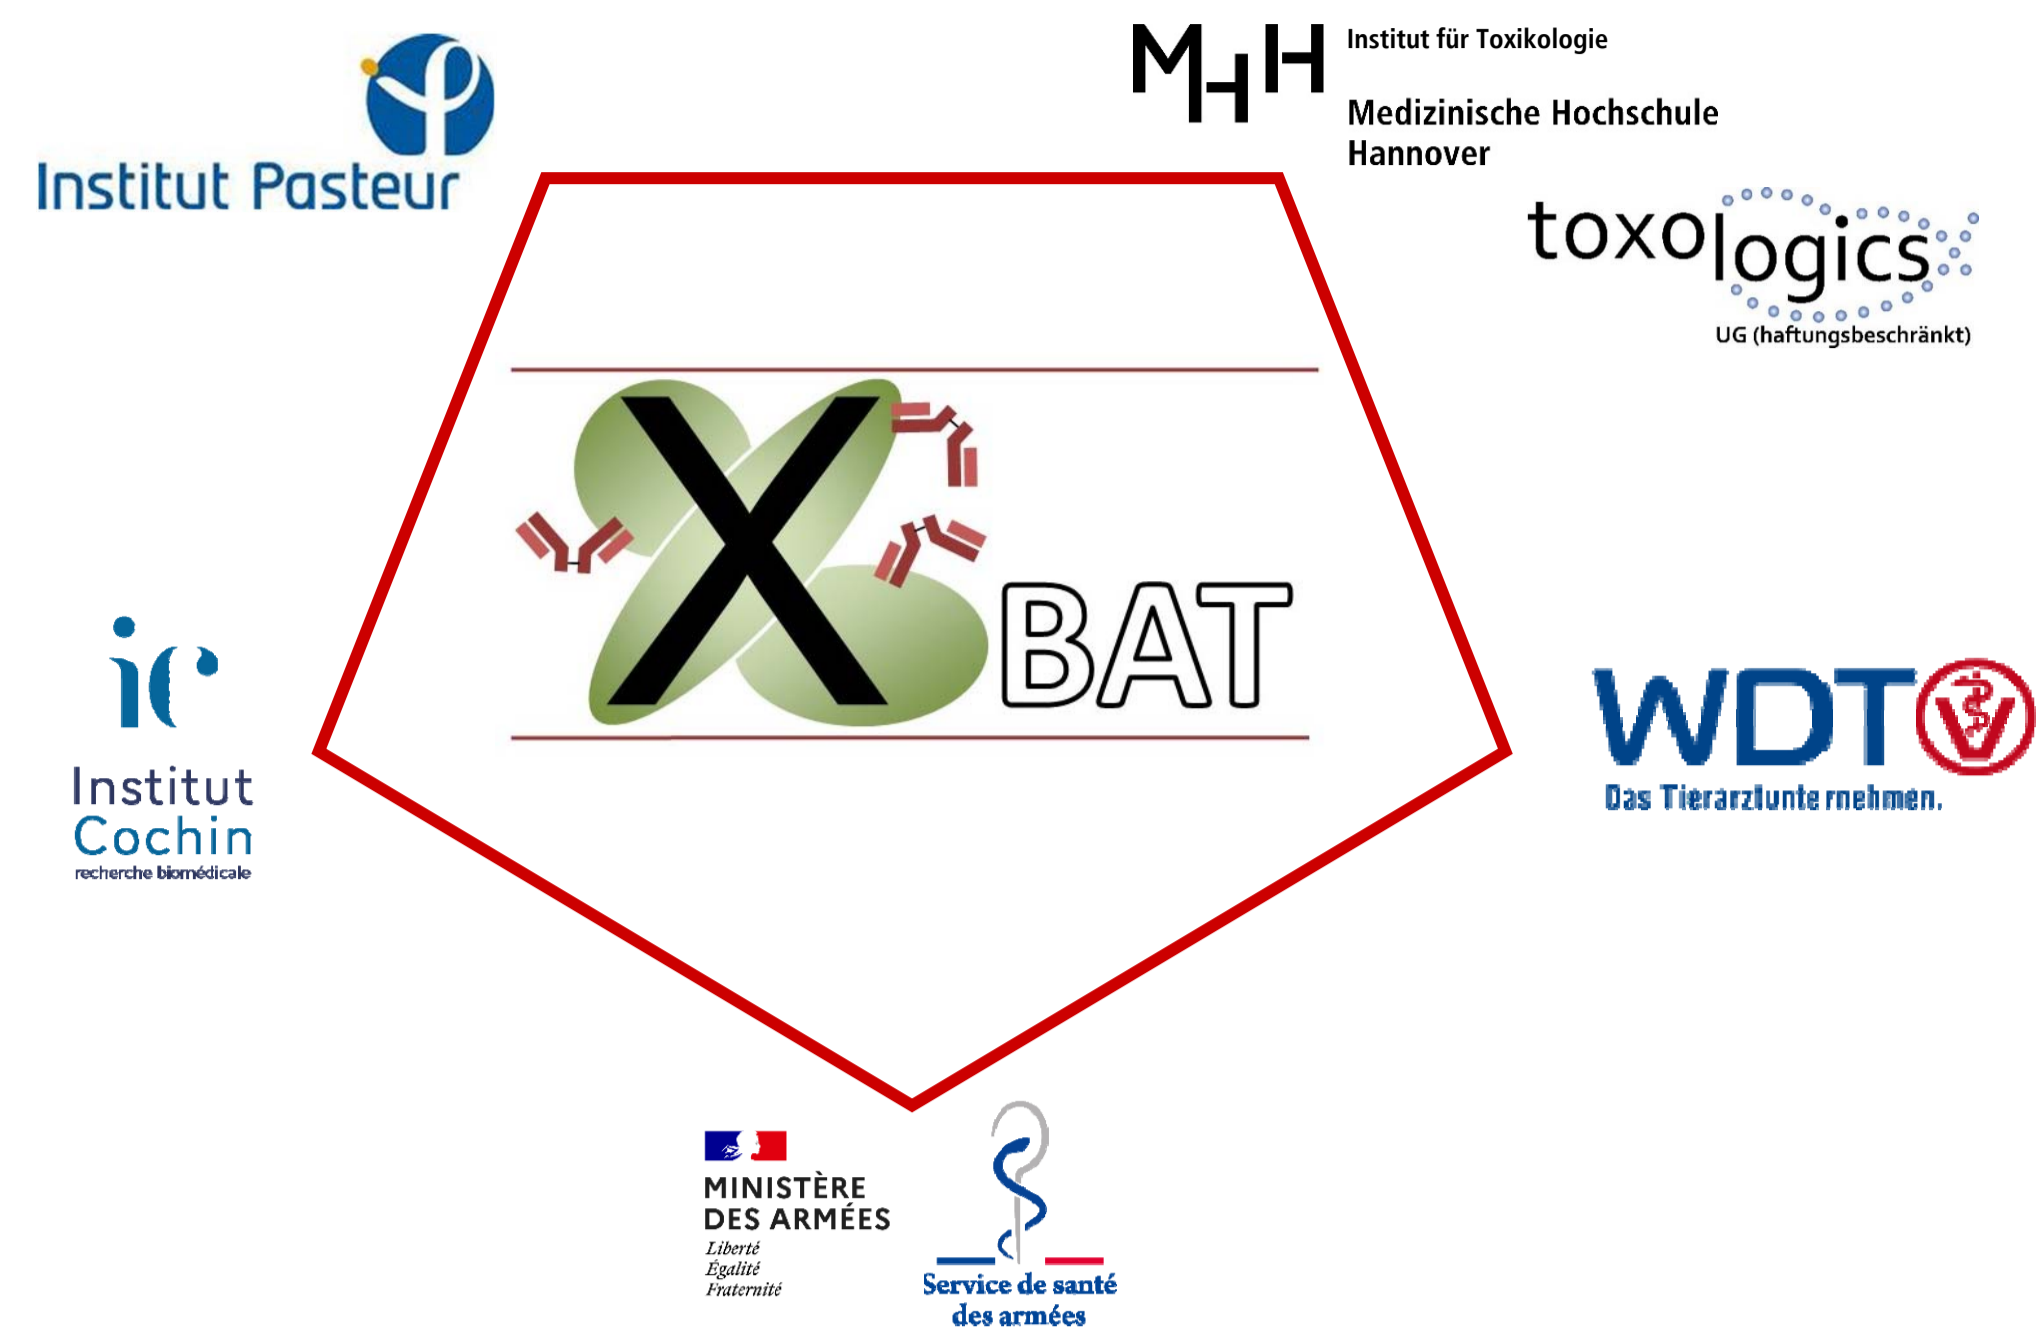 Institut Pasteur
MHH
Institut für Toxikologie
Medizinische Hochschule
Hannover
toxologics
UG (haftungsbeschränkt)
X BAT
ic
Institut
Cochin
recherche biomédicale
WDT
V
Das Tierarztunternehmen.
MINISTÈRE
DES ARMÉES
Liberté
Égalité
Fraternité
Service de santé
des armées